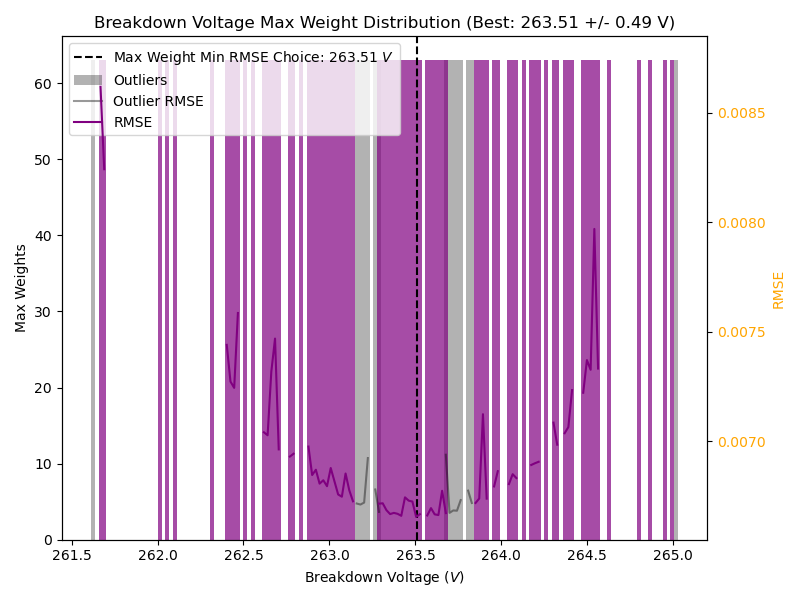 Breakdown Voltage Max Weight Distribution (Best: 263.51 +/- 0.49 V)
Max Weight Min RMSE Choice: 263.51 V
Outliers
Outlier RMSE
RMSE
60
50
40
30
20
10
0
Max Weights
0.0085
0.0080
0.0075
0.0070
RMSE
261.5 262.0 262.5 263.0 263.5 264.0 264.5 265.0
Breakdown Voltage (V)